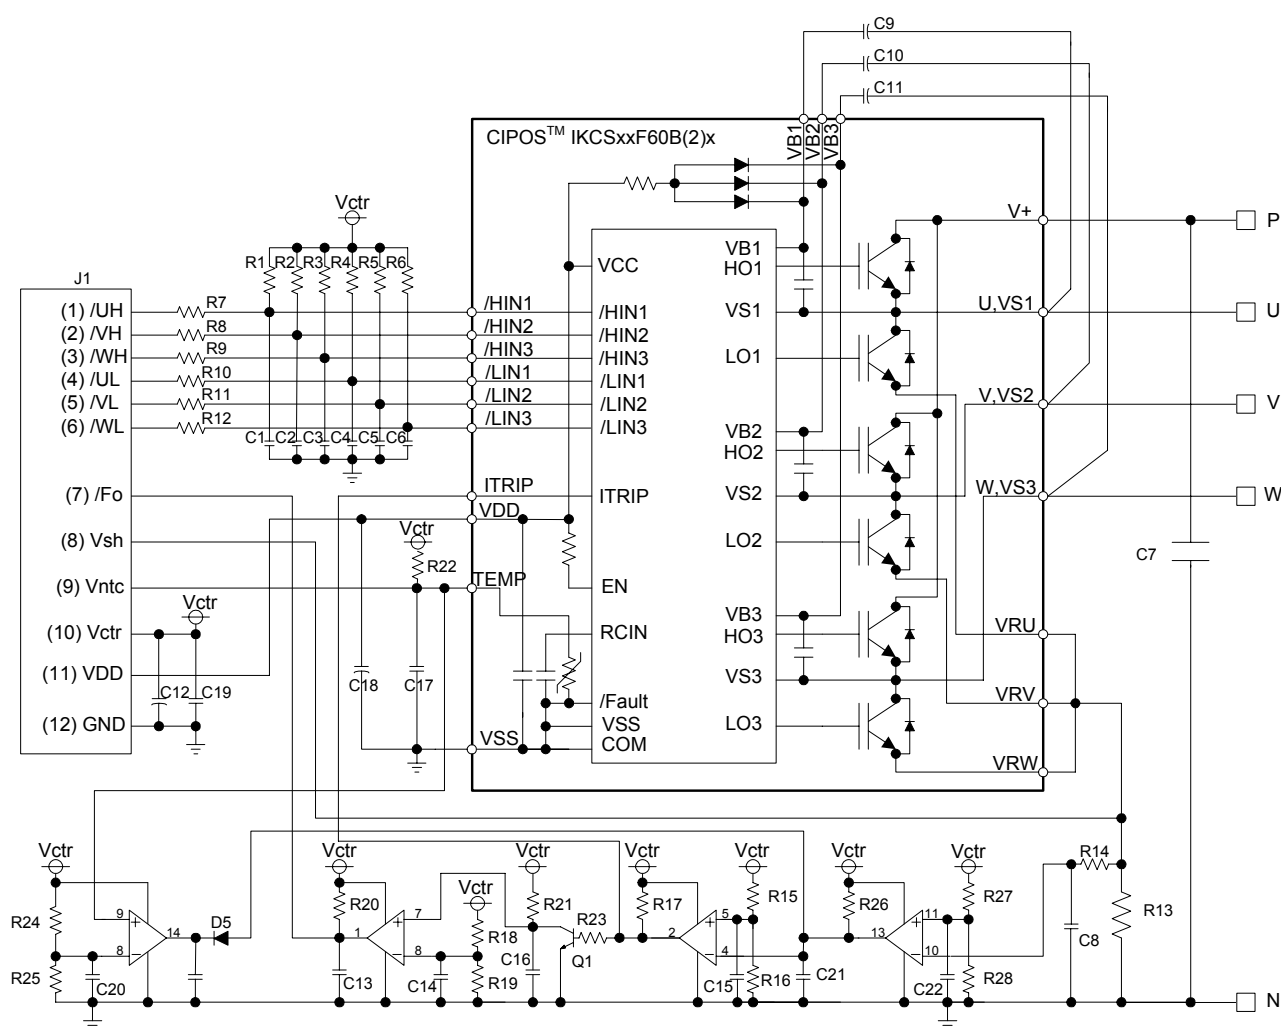 C9
C10
C11
CIPOS™ IKCSxxF60B(2)x
VB1
VB2
VB3
Vctr
R1 R2 R3 R4 R5 R6
V+
P
VCC
VB1
HO1
J1
(1) /UH
R7
/HIN1
/HIN1
VS1
U,VS1
U
(2) /VH
R8
/HIN2
/HIN2
(3) /WH
R9
/HIN3
/HIN3
LO1
(4) /UL
R10
/LIN1
/LIN1
(5) /VL
R11
/LIN2
/LIN2
V,VS2
V
(6) /WL
R12
/LIN3
/LIN3
C1 C2 C3 C4 C5 C6
VB2
HO2
(7) /Fo
ITRIP
ITRIP
VS2
W,VS3
W
VDD
(8) Vsh
Vctr
R22
LO2
C7
(9) Vntc
TEMP
EN
Vctr
VB3
(10) Vctr
RCIN
HO3
VRU
(11) VDD
C12 C19
C18
C17
VS3
/Fault
VRV
(12) GND
VSS
LO3
VSS
COM
VRW
Vctr
Vctr
Vctr
Vctr
Vctr
Vctr
Vctr
Vctr
R14
R24
9
8
14
D5
R25
C20
R20
1
7
8
C13
C14
R18
R19
R21
C16
R23
Q1
R17
2
5
4
C15
R15
R16
C21
R26
13
11
10
C22
R27
R28
C8
R13
N